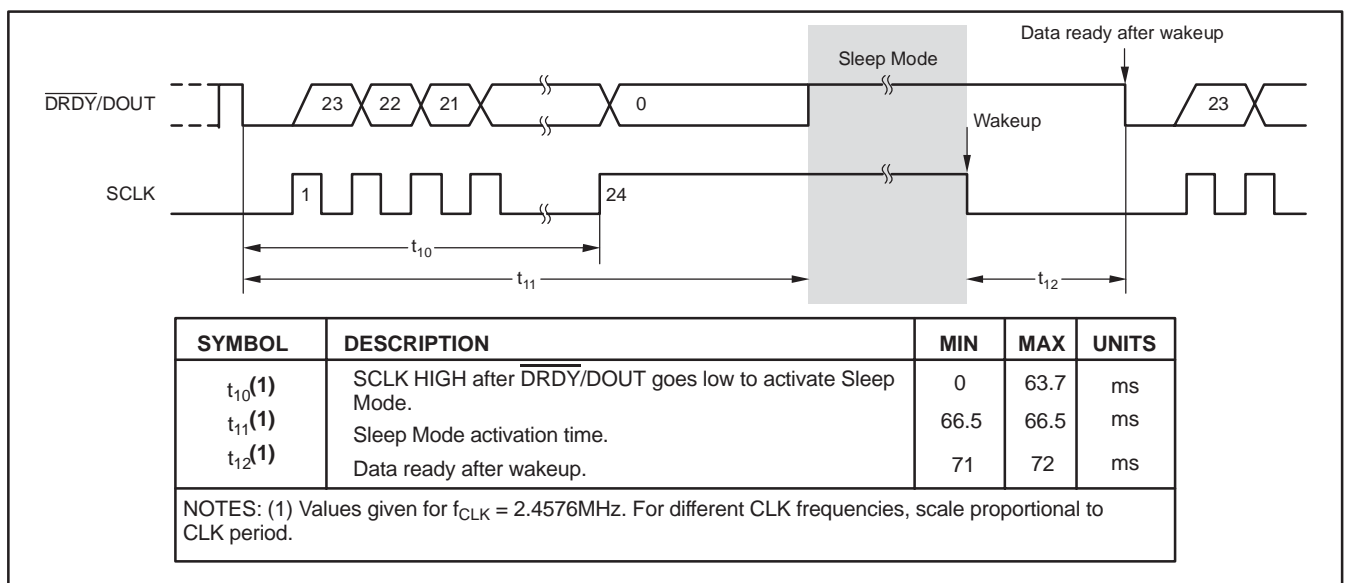 Data ready after wakeup
Sleep Mode
DRDY/DOUT 23 22 21 0 23
Wakeup
SCLK 1 24
t10
t11 t12
SYMBOL DESCRIPTION MIN MAX UNITS
t10(1) SCLK HIGH after DRDY/DOUT goes low to activate Sleep Mode. 0 63.7 ms
t11(1) Sleep Mode activation time. 66.5 66.5 ms
t12(1) Data ready after wakeup. 71 72 ms
NOTES: (1) Values given for fCLK = 2.4576MHz. For different CLK frequencies, scale proportional to
CLK period.